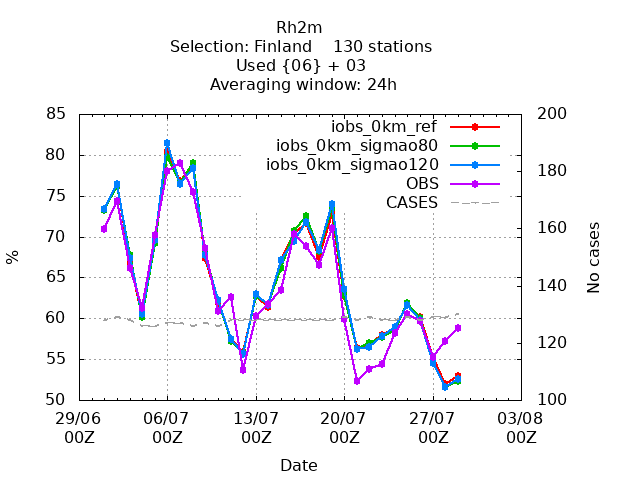 Rh2m
Selection: Finland    130 stations
Used {06} + 03
Averaging window: 24h
85 200
iobs_0km_ref
iobs_0km_sigmao80
80 180
iobs_0km_sigmao120
OBS
75
CASES
70 160
%
No cases
65 140
60
120
55
50 100
29/06 06/07 13/07 20/07 27/07 03/08
00Z 00Z 00Z 00Z 00Z 00Z
Date